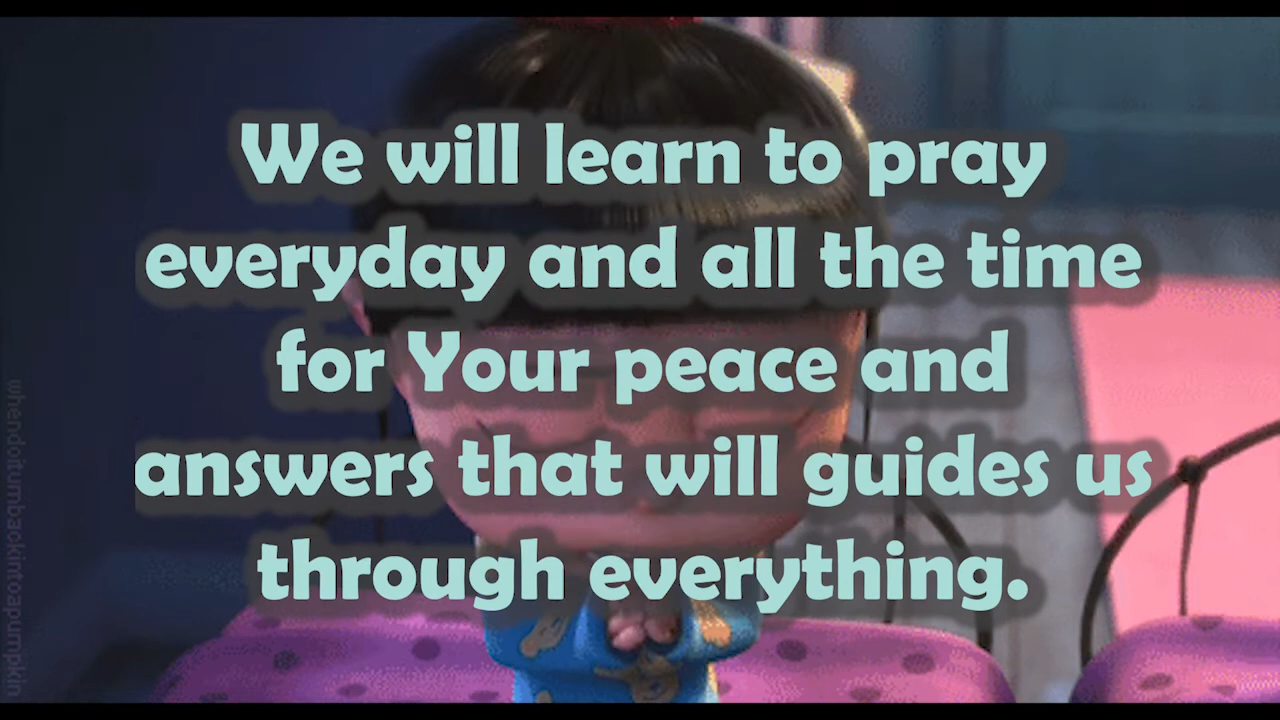 We will learn to pray
everyday and all the time
for Your peace and
answers that will guides us
through everything.
whendoiturnbackintoapumpkin